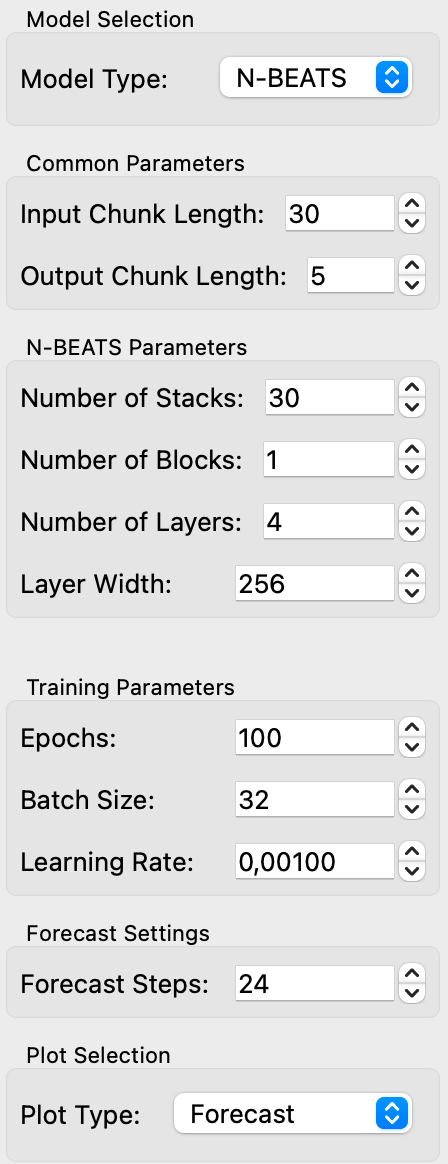 Model Selection
Model Type: N-BEATS
Common Parameters
Input Chunk Length: 30
Output Chunk Length: 5
N-BEATS Parameters
Number of Stacks: 30
Number of Blocks: 1
Number of Layers: 4
Layer Width: 256
Training Parameters
Epochs: 100
Batch Size: 32
Learning Rate: 0,00100
Forecast Settings
Forecast Steps: 24
Plot Selection
Plot Type: Forecast